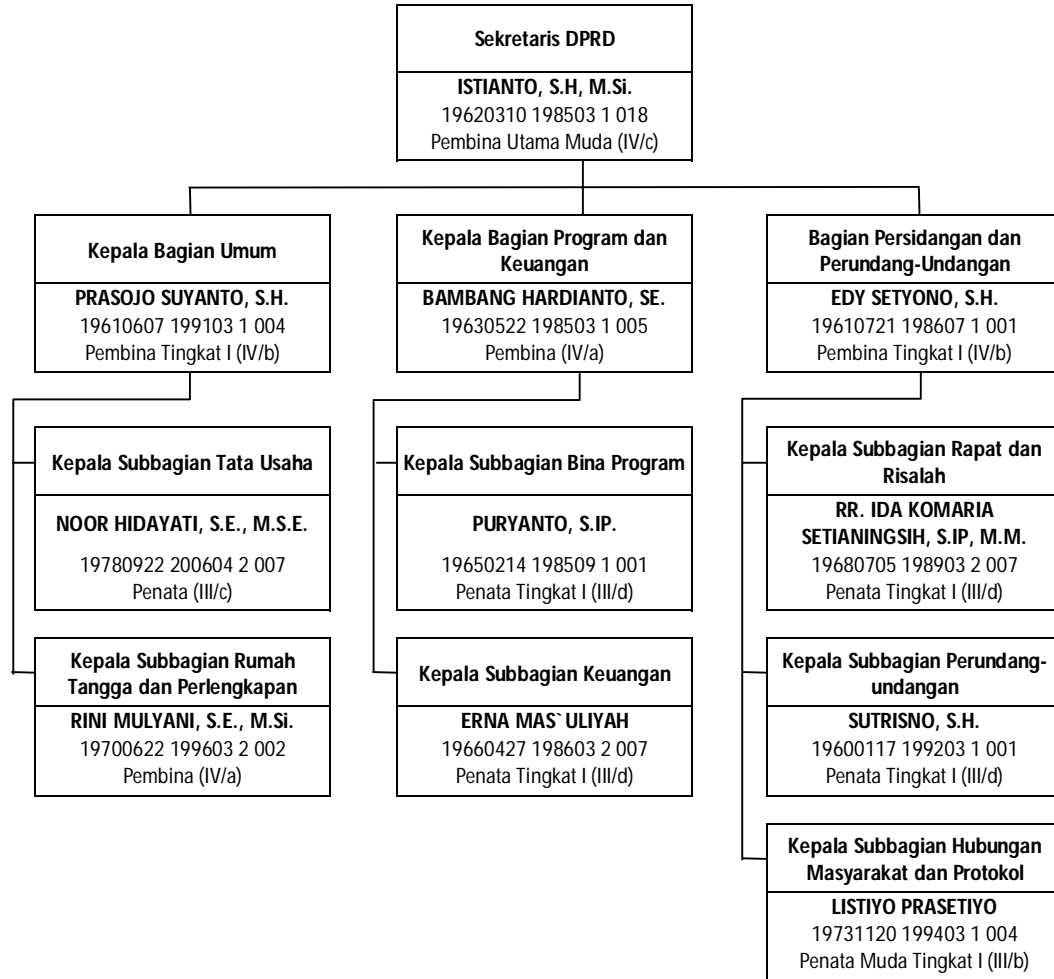 Sekretaris DPRD
ISTIANTO, S.H, M.Si.
19620310 198503 1 018
Pembina Utama Muda (IV/c)
Kepala Bagian Umum
PRASOJO SUYANTO, S.H.
19610607 199103 1 004
Pembina Tingkat I (IV/b)
Kepala Bagian Program dan
Keuangan
BAMBANG HARDIANTO, SE.
19630522 198503 1 005
Pembina (IV/a)
Bagian Persidangan dan
Perundang-Undangan
EDY SETYONO, S.H.
19610721 198607 1 001
Pembina Tingkat I (IV/b)
Kepala Subbagian Tata Usaha
NOOR HIDAYATI, S.E., M.S.E.
19780922 200604 2 007
Penata (III/c)
Kepala Subbagian Bina Program
PURYANTO, S.IP.
19650214 198509 1 001
Penata Tingkat I (III/d)
Kepala Subbagian Rapat dan
Risalah
RR. IDA KOMARIA
SETIANINGSIH, S.IP, M.M.
19680705 198903 2 007
Penata Tingkat I (III/d)
Kepala Subbagian Rumah
Tangga dan Perlengkapan
RINI MULYANI, S.E., M.Si.
19700622 199603 2 002
Pembina (IV/a)
Kepala Subbagian Keuangan
ERNA MAS`ULIYAH
19660427 198603 2 007
Penata Tingkat I (III/d)
Kepala Subbagian Perundang-
undangan
SUTRISNO, S.H.
19600117 199203 1 001
Penata Tingkat I (III/d)
Kepala Subbagian Hubungan
Masyarakat dan Protokol
LISTIYO PRASETIYO
19731120 199403 1 004
Penata Muda Tingkat I (III/b)